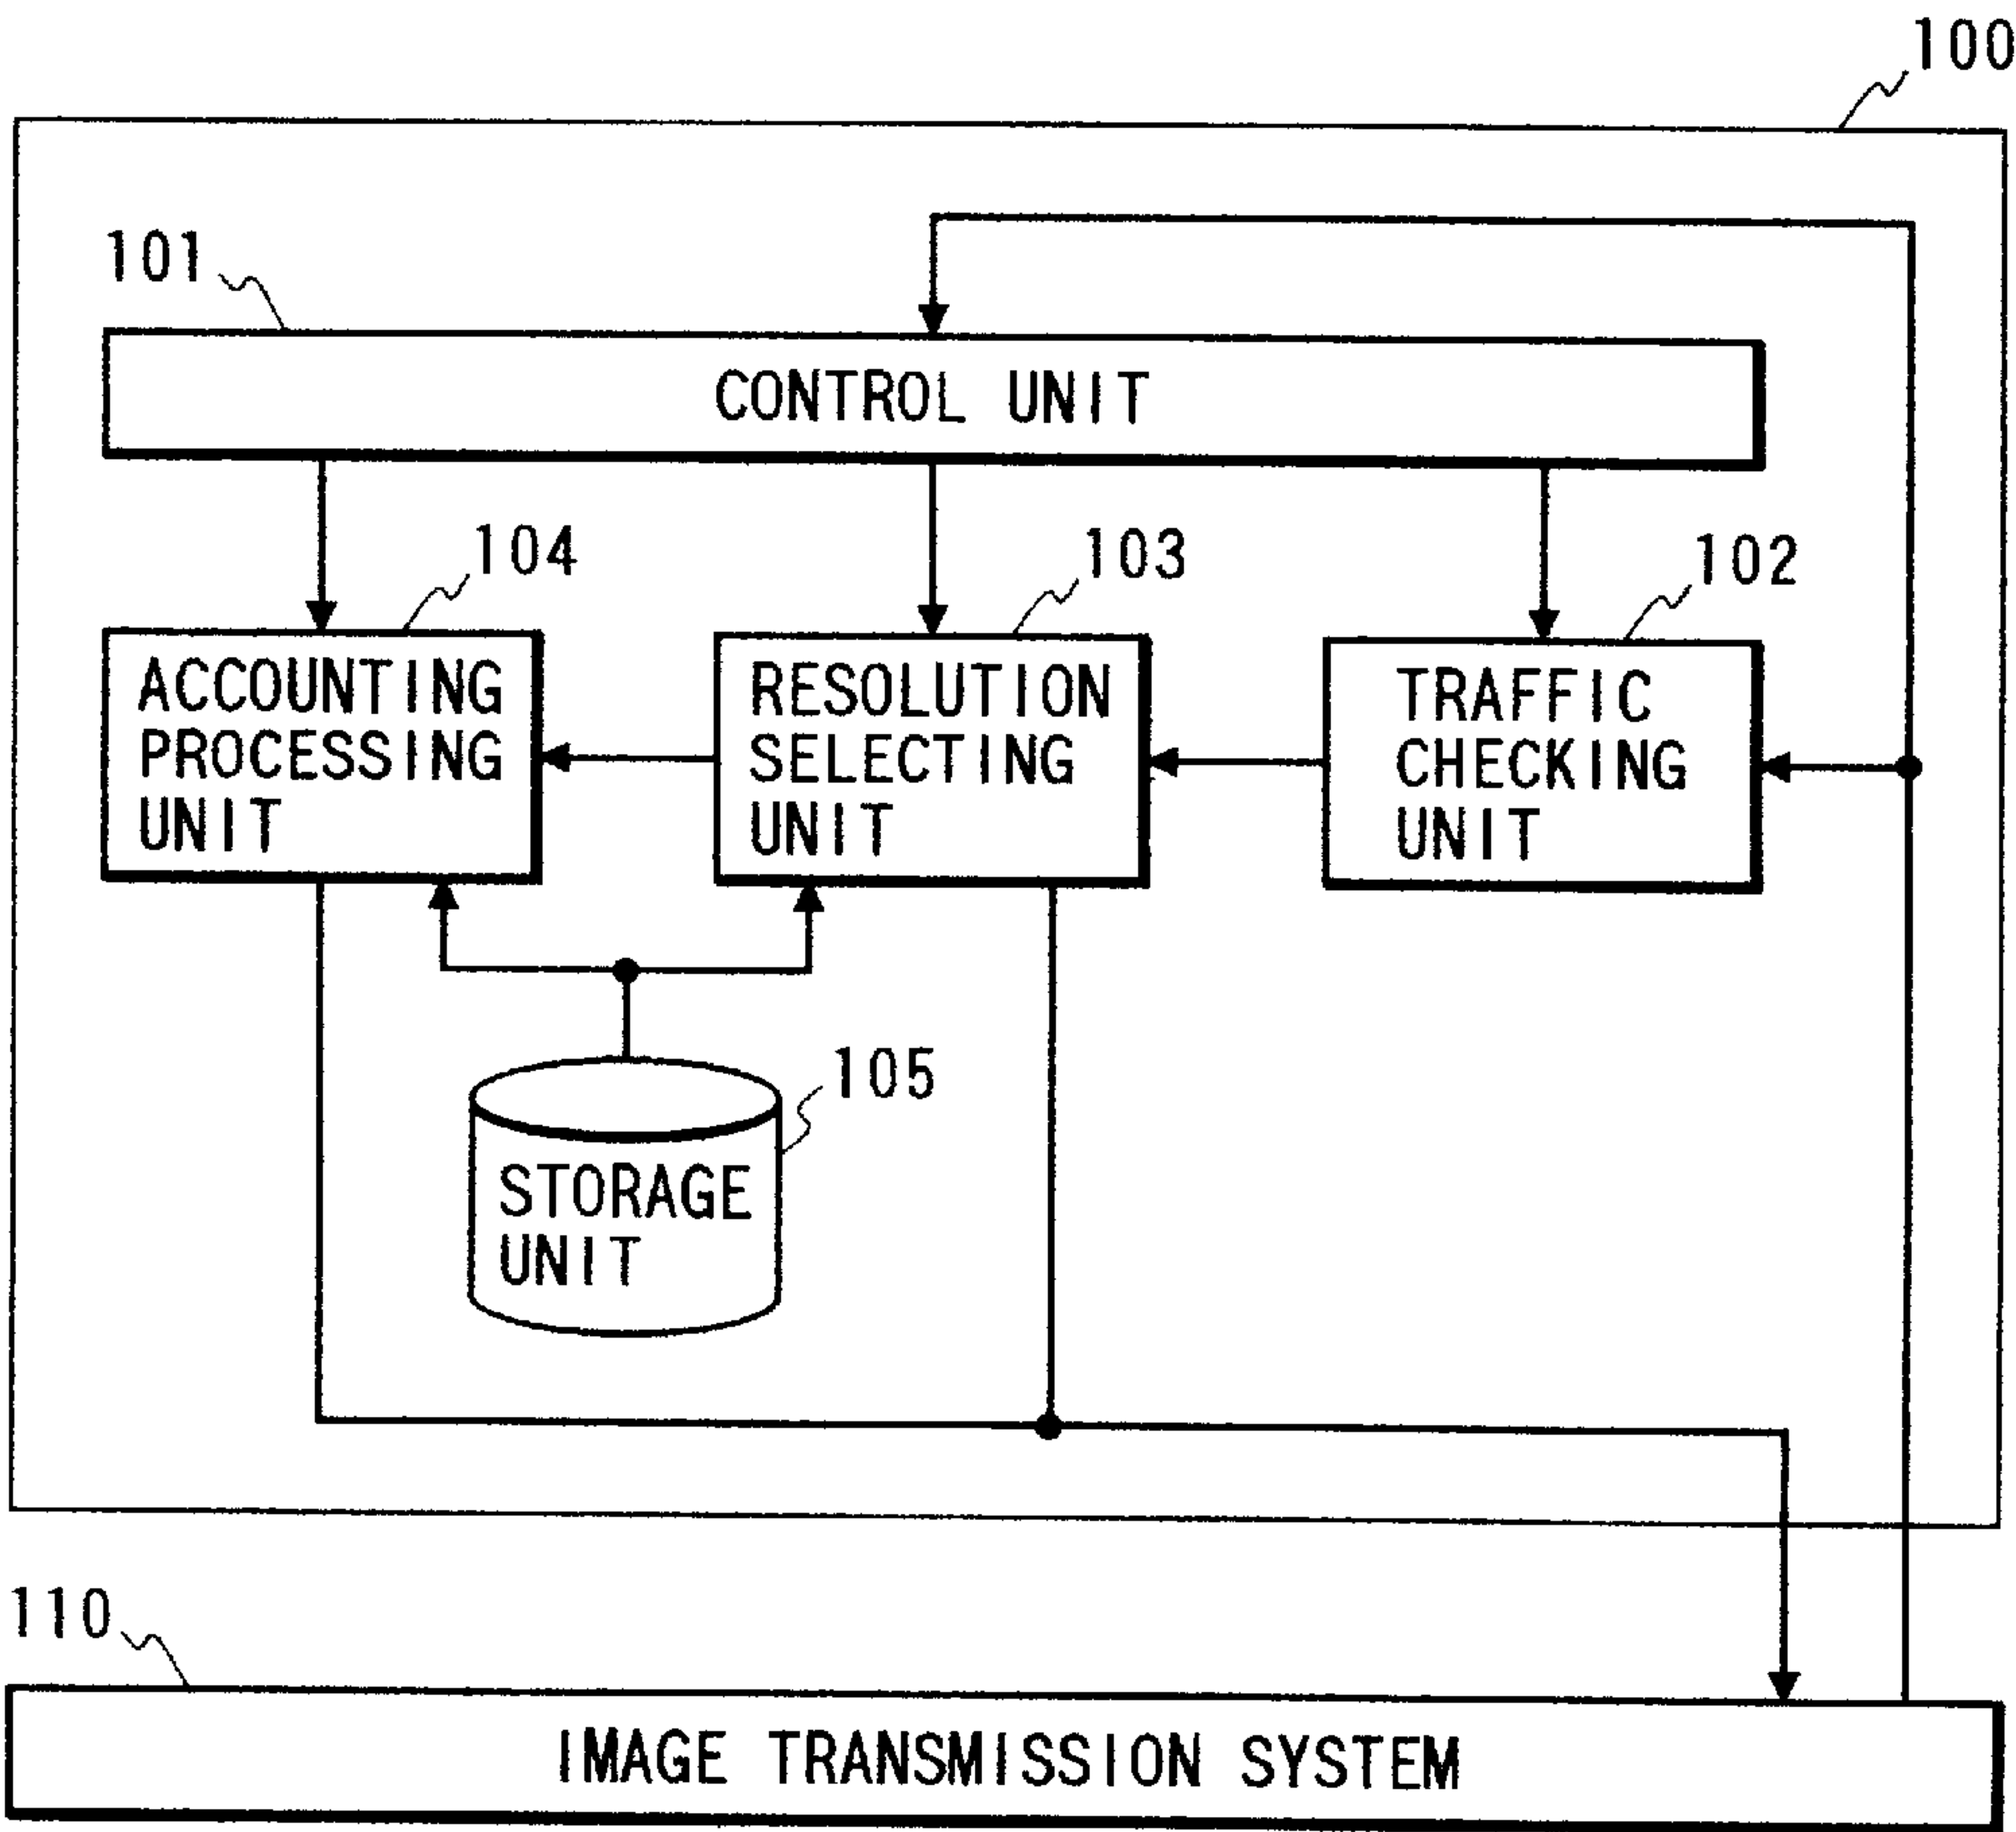 100
101
CONTROL UNIT
104
103
102
ACCOUNTING
PROCESSING
UNIT
RESOLUTION
SELECTING
UNIT
TRAFFIC
CHECKING
UNIT
105
STORAGE
UNIT
110
IMAGE TRANSMISSION SYSTEM